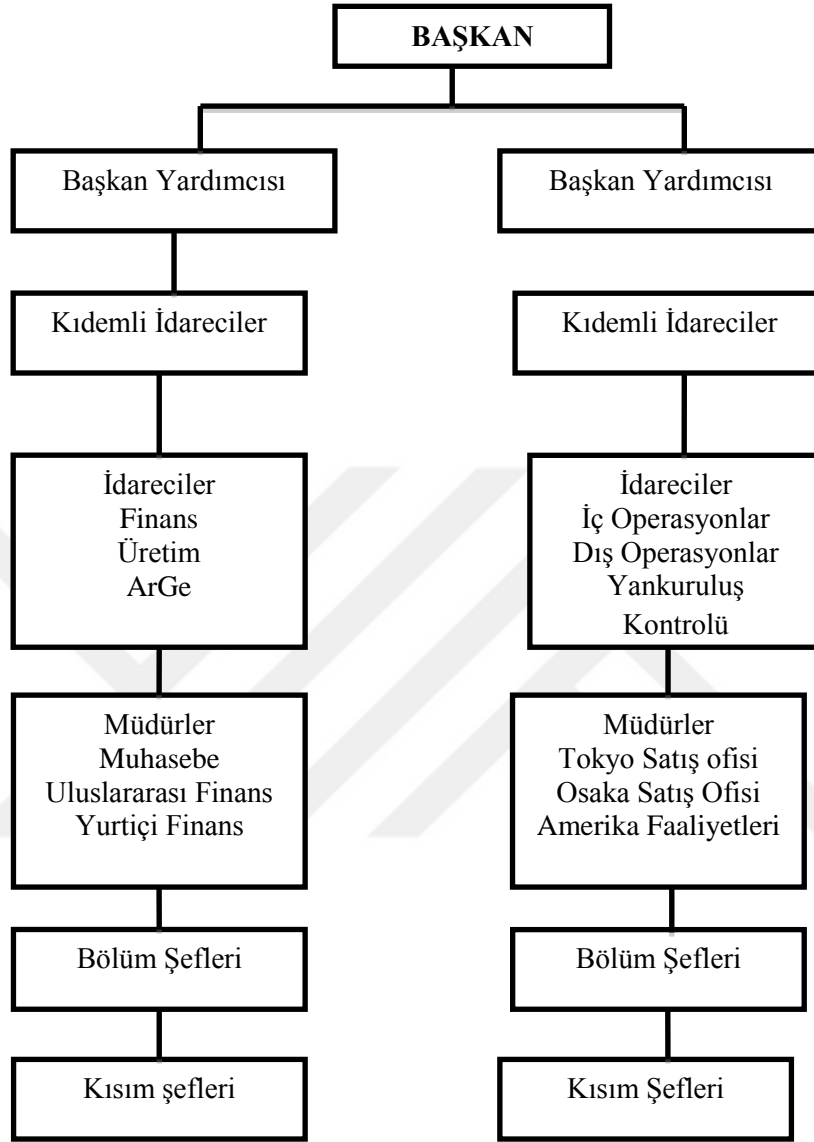 BAŞKAN
Başkan Yardımcısı
Başkan Yardımcısı
Kıdemli İdareciler
Kıdemli İdareciler
İdareciler
Finans
Üretim
ArGe
İdareciler
İç Operasyonlar
Dış Operasyonlar
Yankuruluş
Kontrolü
Müdürler
Muhasebe
Uluslararası Finans
Yurtiçi Finans
Müdürler
Tokyo Satış ofisi
Osaka Satış Ofisi
Amerika Faaliyetleri
Bölüm Şefleri
Bölüm Şefleri
Kısım şefleri
Kısım Şefleri